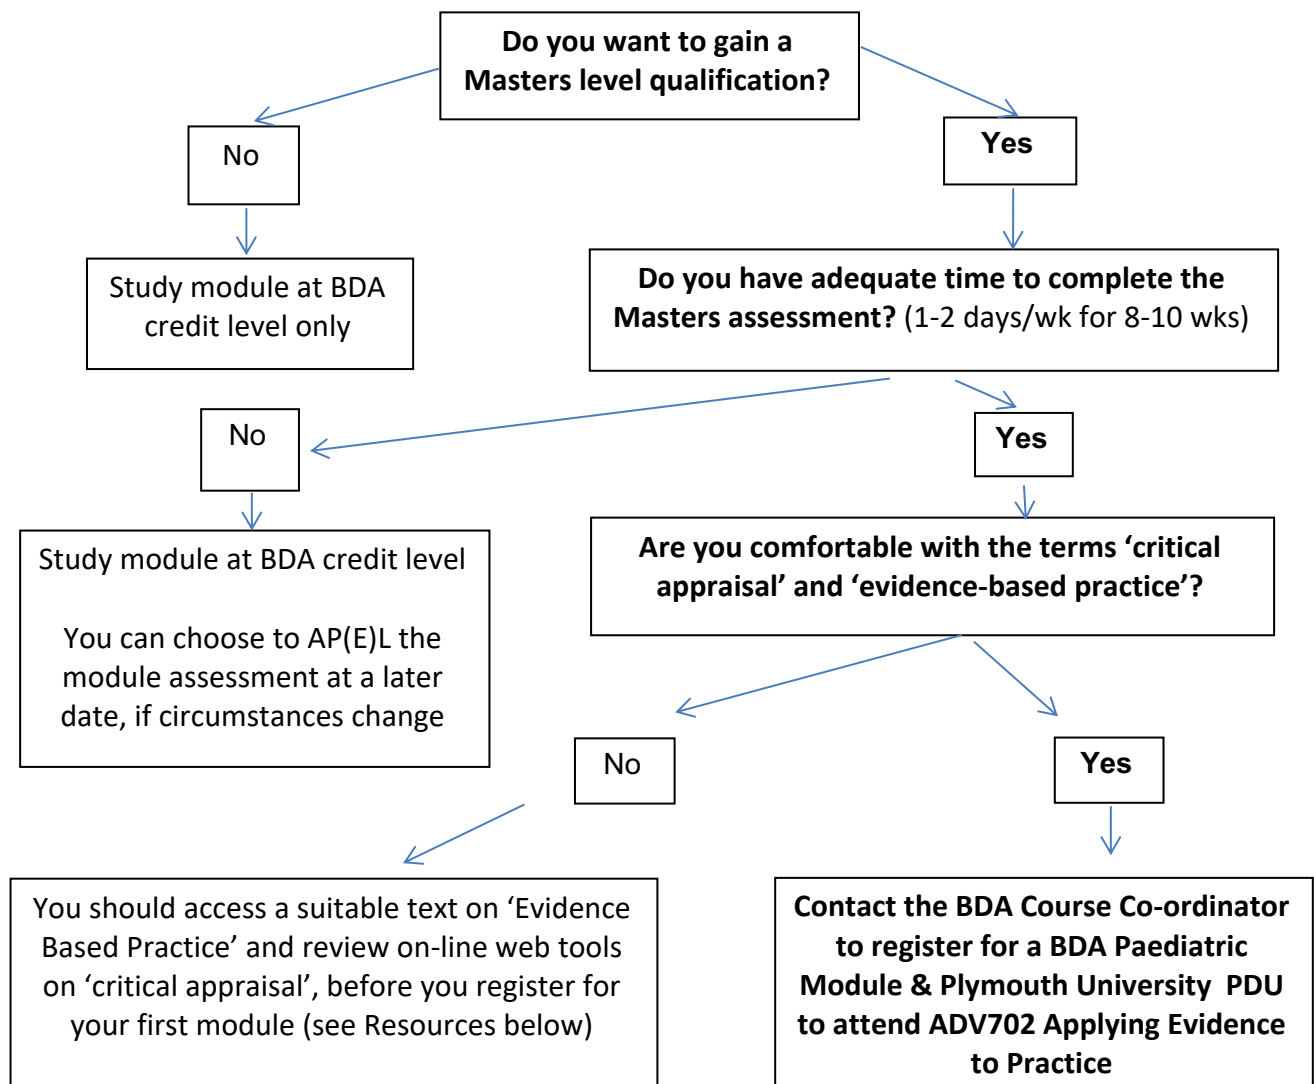 Do you want to gain a
Masters level qualification?
No
Yes
Study module at BDA
credit level only
Do you have adequate time to complete the
Masters assessment? (1-2 days/wk for 8-10 wks)
No
Yes
Study module at BDA credit level
You can choose to AP(E)L the
module assessment at a later
date, if circumstances change
Are you comfortable with the terms ‘critical
appraisal’ and ‘evidence-based practice’?
No
Yes
You should access a suitable text on ‘Evidence
Based Practice’ and review on-line web tools
on ‘critical appraisal’, before you register for
your first module (see Resources below)
Contact the BDA Course Co-ordinator
to register for a BDA Paediatric
Module & Plymouth University PDU
to attend ADV702 Applying Evidence
to Practice